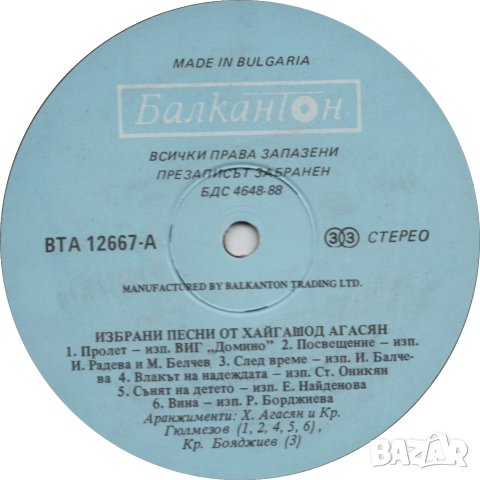 MADE IN BULGARIA
Балкантон
ВСИЧКИ ПРАВА ЗАПАЗЕНИ
ПРЕЗАПИСЪТ ЗАБРАНЕН
БДС 4648-88
ВТА 12667-А
33 СТЕРЕО
MANUFACTURED BY BALKANTON TRADING LTD.
ИЗБРАНИ ПЕСНИ ОТ ХАЙГАШОД АГАСЯН
1. Пролет – изп. ВИГ „Домино" 2. Посвещение – изп.
И. Радева и М. Белчев 3. След време – изп. И. Балче-
ва 4. Влакът на надеждата – изп. Ст. Оникян
5. Сънят на детето – изп. Е. Найденова
6. Вина – изп. Р. Борджиева
Аранжименти: Х. Агасян и Кр.
Гюлмезов (1, 2, 4, 5, 6),
Кр. Бояджиев (3)
BAZAR